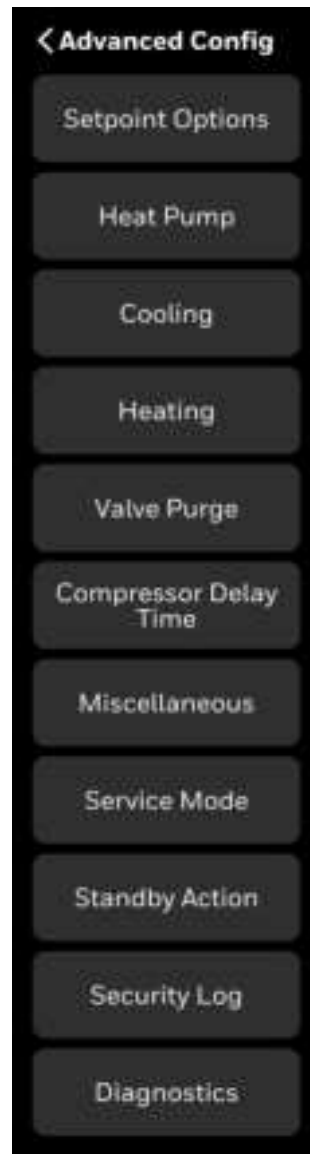 Advanced Config
Setpoint Options
Heat Pump
Cooling
Heating
Valve Purge
Compressor Delay
Time
Miscellaneous
Service Mode
Standby Action
Security Log
Diagnostics